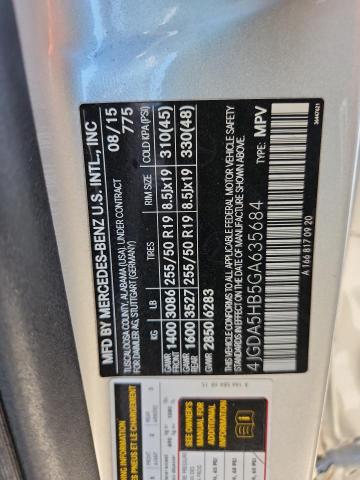 MFD BY MERCEDES-BENZ U.S. INTL., INC
TUSCALOOSA COUNTY, ALABAMA (USA), UNDER CONTRACT
FOR DAIMLER AG, STUTTGART (GERMANY)
08/15
775
KG LB TIRES RIM SIZE COLD KPA (PSI)
GAWR FRONT 1400 3086 255/50 R19 8.5Jx19 310(45)
GAWR REAR 1600 3527 255/50 R19 8.5Jx19 330(48)
GVWR 2850 6283
THIS VEHICLE CONFORMS TO ALL APPLICABLE FEDERAL MOTOR VEHICLE SAFETY
STANDARDS IN EFFECT ON THE DATE OF MANUFACTURE SHOWN ABOVE.
4JGDA5HB5GA635684 TYPE: MPV
A 166 817 09 20
SEE OWNER'S
MANUAL FOR
ADDITIONAL
INFORMATION